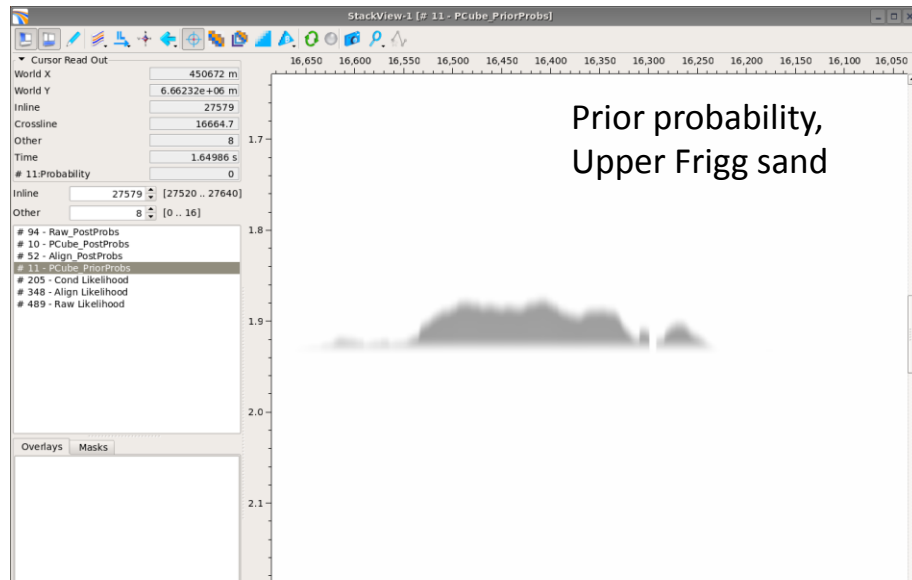 StackView-1 [# 11 - PCube_PriorProbs]
Cursor Read Out
World X 450672 m
World Y 6.66232e+06 m
Inline 27579
Crossline 16664.7
Other 8
Time 1.64986 s
# 11:Probability 0
Inline 27579 [27520 .. 27640]
Other 8 [0 .. 16]
# 94 - Raw_PostProbs
# 10 - PCube_PostProbs
# 52 - Align_PostProbs
# 11 - PCube_PriorProbs
# 205 - Cond Likelihood
# 348 - Align Likelihood
# 489 - Raw Likelihood
Overlays Masks
16,650 16,600 16,550 16,500 16,450 16,400 16,350 16,300 16,250 16,200 16,150 16,100 16,050
1.7
1.8
1.9
2.0
2.1
Prior probability,
Upper Frigg sand